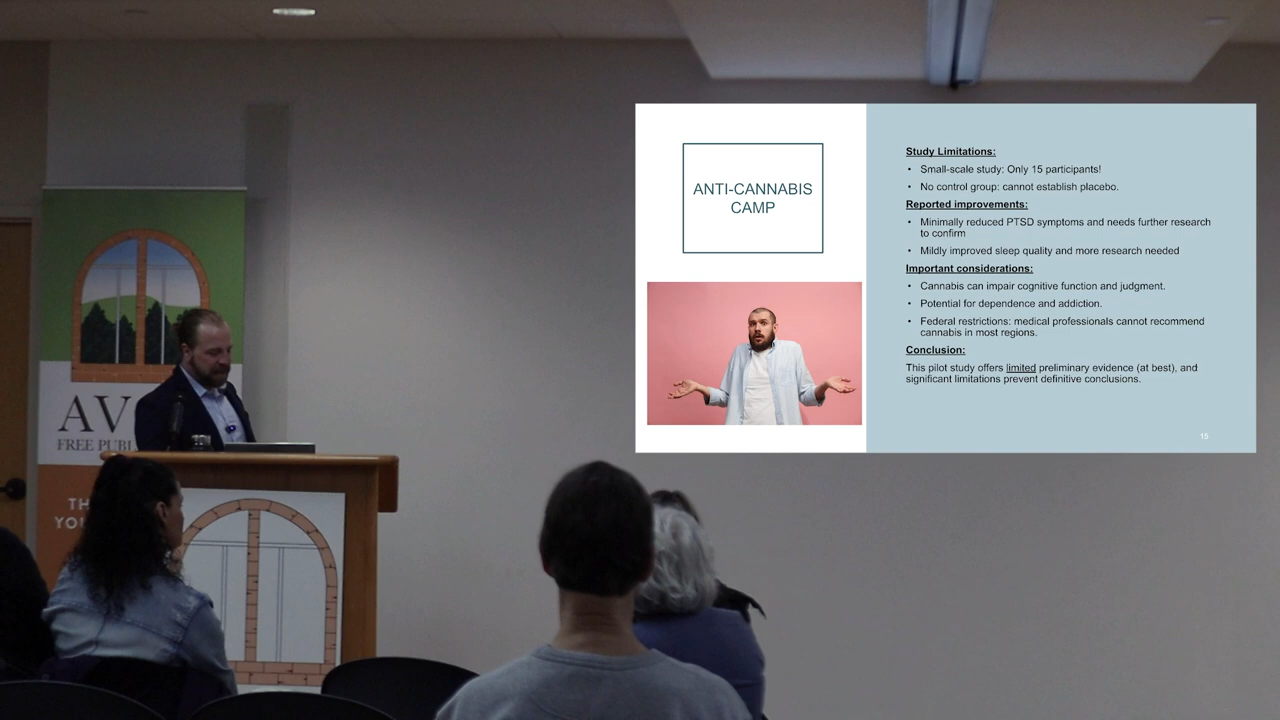 ANTI-CANNABIS
CAMP
Study Limitations:
• Small-scale study: Only 15 participants!
• No control group: cannot establish placebo.
Reported improvements:
• Minimally reduced PTSD symptoms and needs further research
to confirm
• Mildly improved sleep quality and more research needed
Important considerations:
• Cannabis can impair cognitive function and judgment.
• Potential for dependence and addiction.
• Federal restrictions: medical professionals cannot recommend
cannabis in most regions.
Conclusion:
This pilot study offers limited preliminary evidence (at best), and
significant limitations prevent definitive conclusions.
15
AV
FREE PUBL
TH
YOU